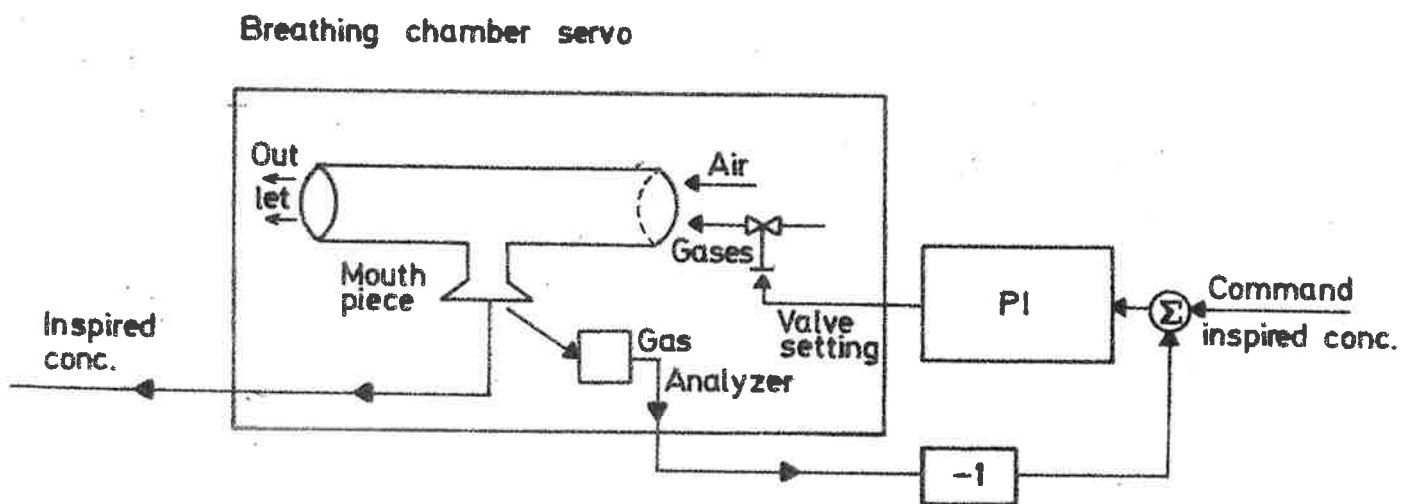 Breathing chamber servo
Out
let
Air
Gases
Mouth
piece
Inspired
conc.
Gas
Analyzer
Valve
setting
PI
Σ
Command
inspired conc.
-1